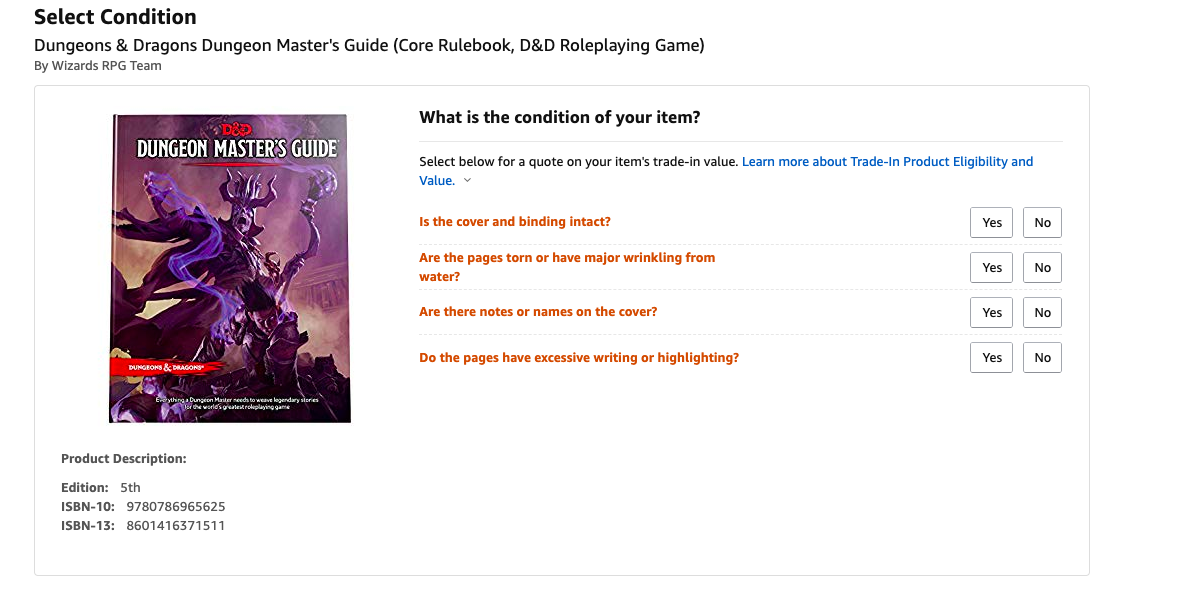 Select Condition
Dungeons & Dragons Dungeon Master's Guide (Core Rulebook, D&D Roleplaying Game)
By Wizards RPG Team
What is the condition of your item?
Select below for a quote on your item's trade-in value. Learn more about Trade-In Product Eligibility and
Value.
Is the cover and binding intact?
Yes
No
Are the pages torn or have major wrinkling from
water?
Yes
No
Are there notes or names on the cover?
Yes
No
Do the pages have excessive writing or highlighting?
Yes
No
D&D
DUNGEON MASTER'S GUIDE
DUNGEONS & DRAGONS®
Everything a Dungeon Master needs to weave legendary stories
for the world's greatest roleplaying game
Product Description:
Edition: 5th
ISBN-10: 9780786965625
ISBN-13: 8601416371511